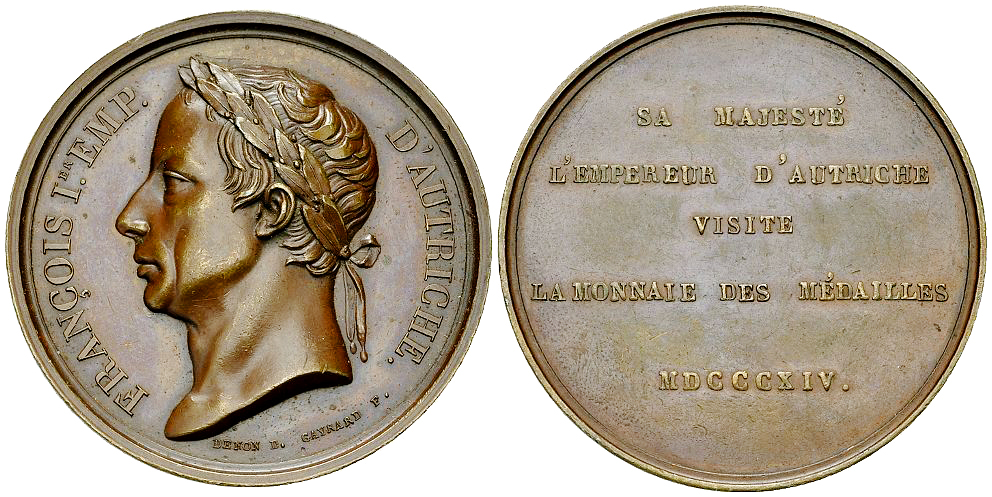 FRANÇOIS I.ER EMP. D'AUTRICHE.
DENON D. GAYRARD F.
SA MAJESTÉ
L'EMPEREUR D'AUTRICHE
VISITE
LA MONNAIE DES MÉDAILLES
MDCCCXIV.